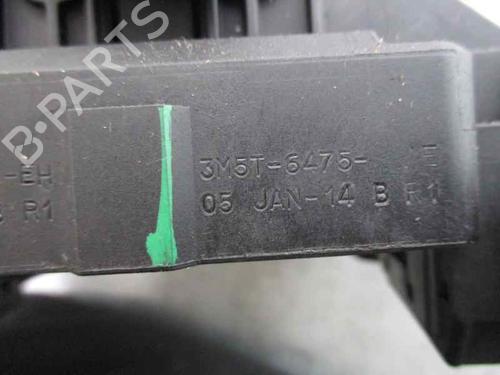 B-PARTS
-EH
R1
3M5T-6475- E
05 JAN-14 B R1